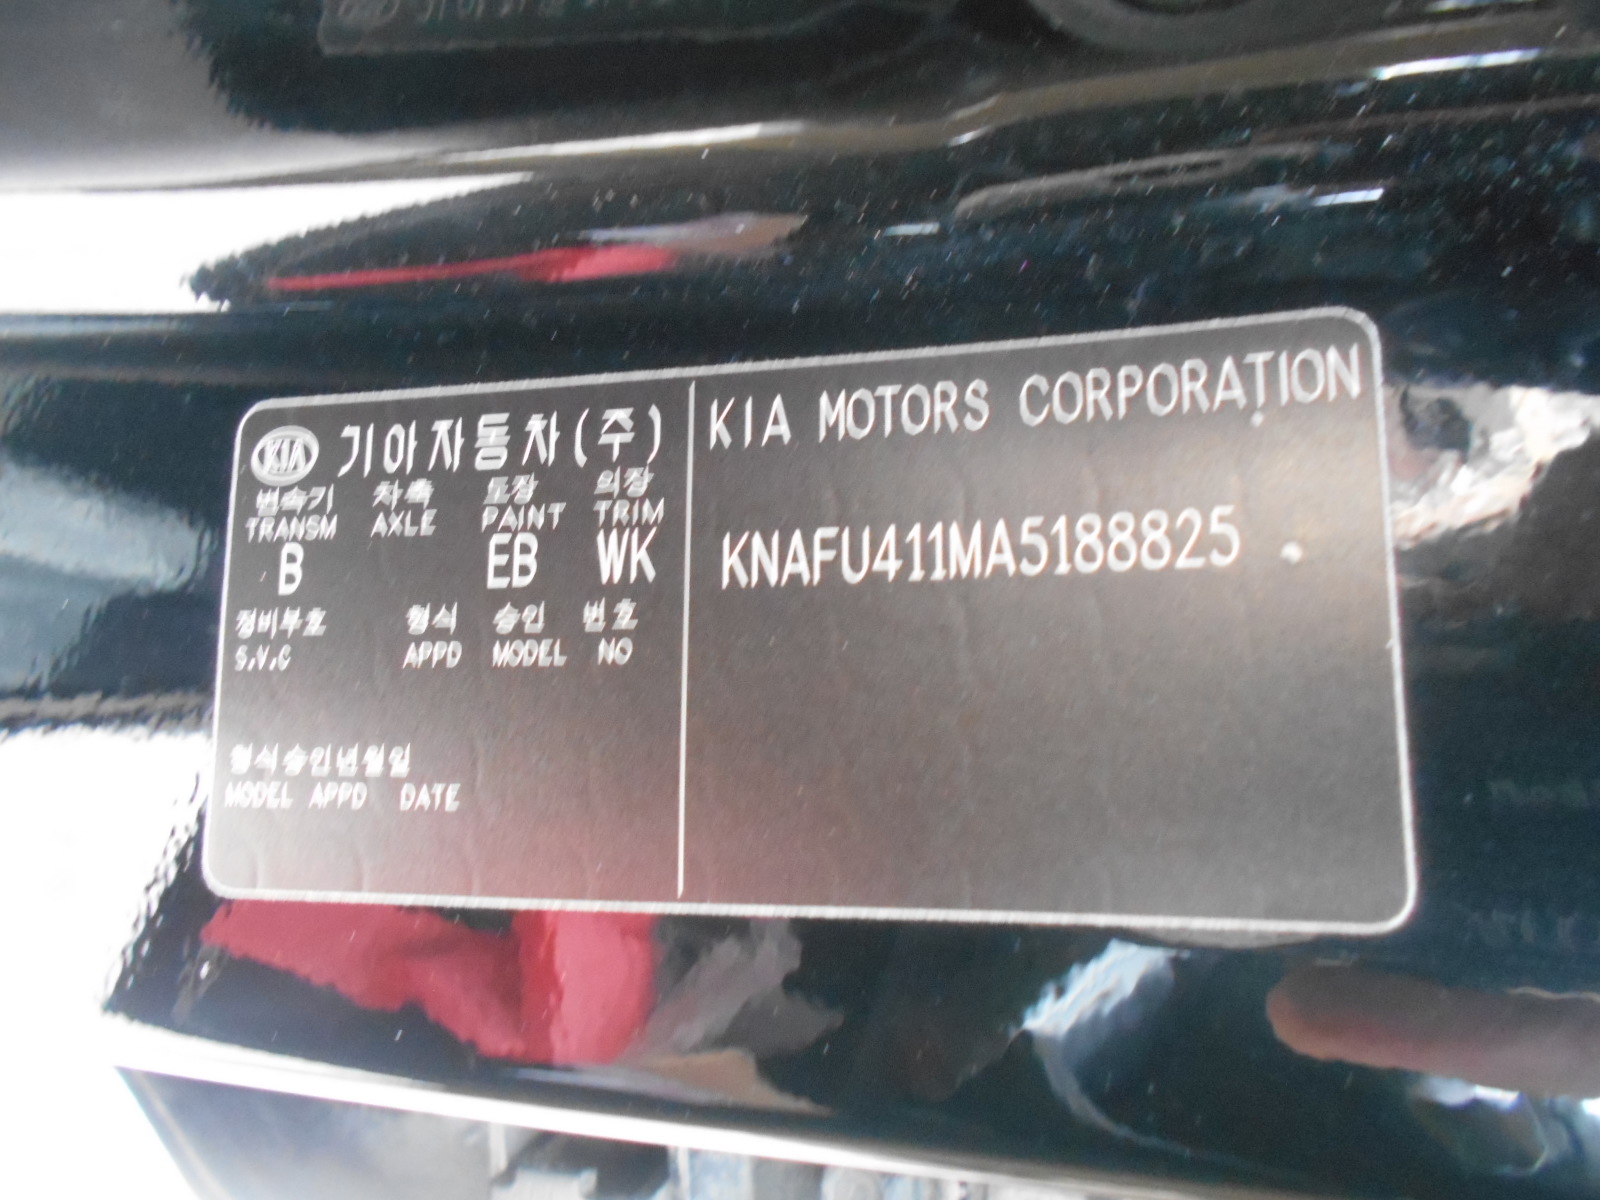 KIA 기아자동차(주)
변속기 차축 도장 의장
TRANSM AXLE PAINT TRIM
B EB WK
정비부호 형식 승인 번호
S.V.C APPD MODEL NO
형식승인년월일
MODEL APPD DATE
KIA MOTORS CORPORATION
KNAFU411MA5188825